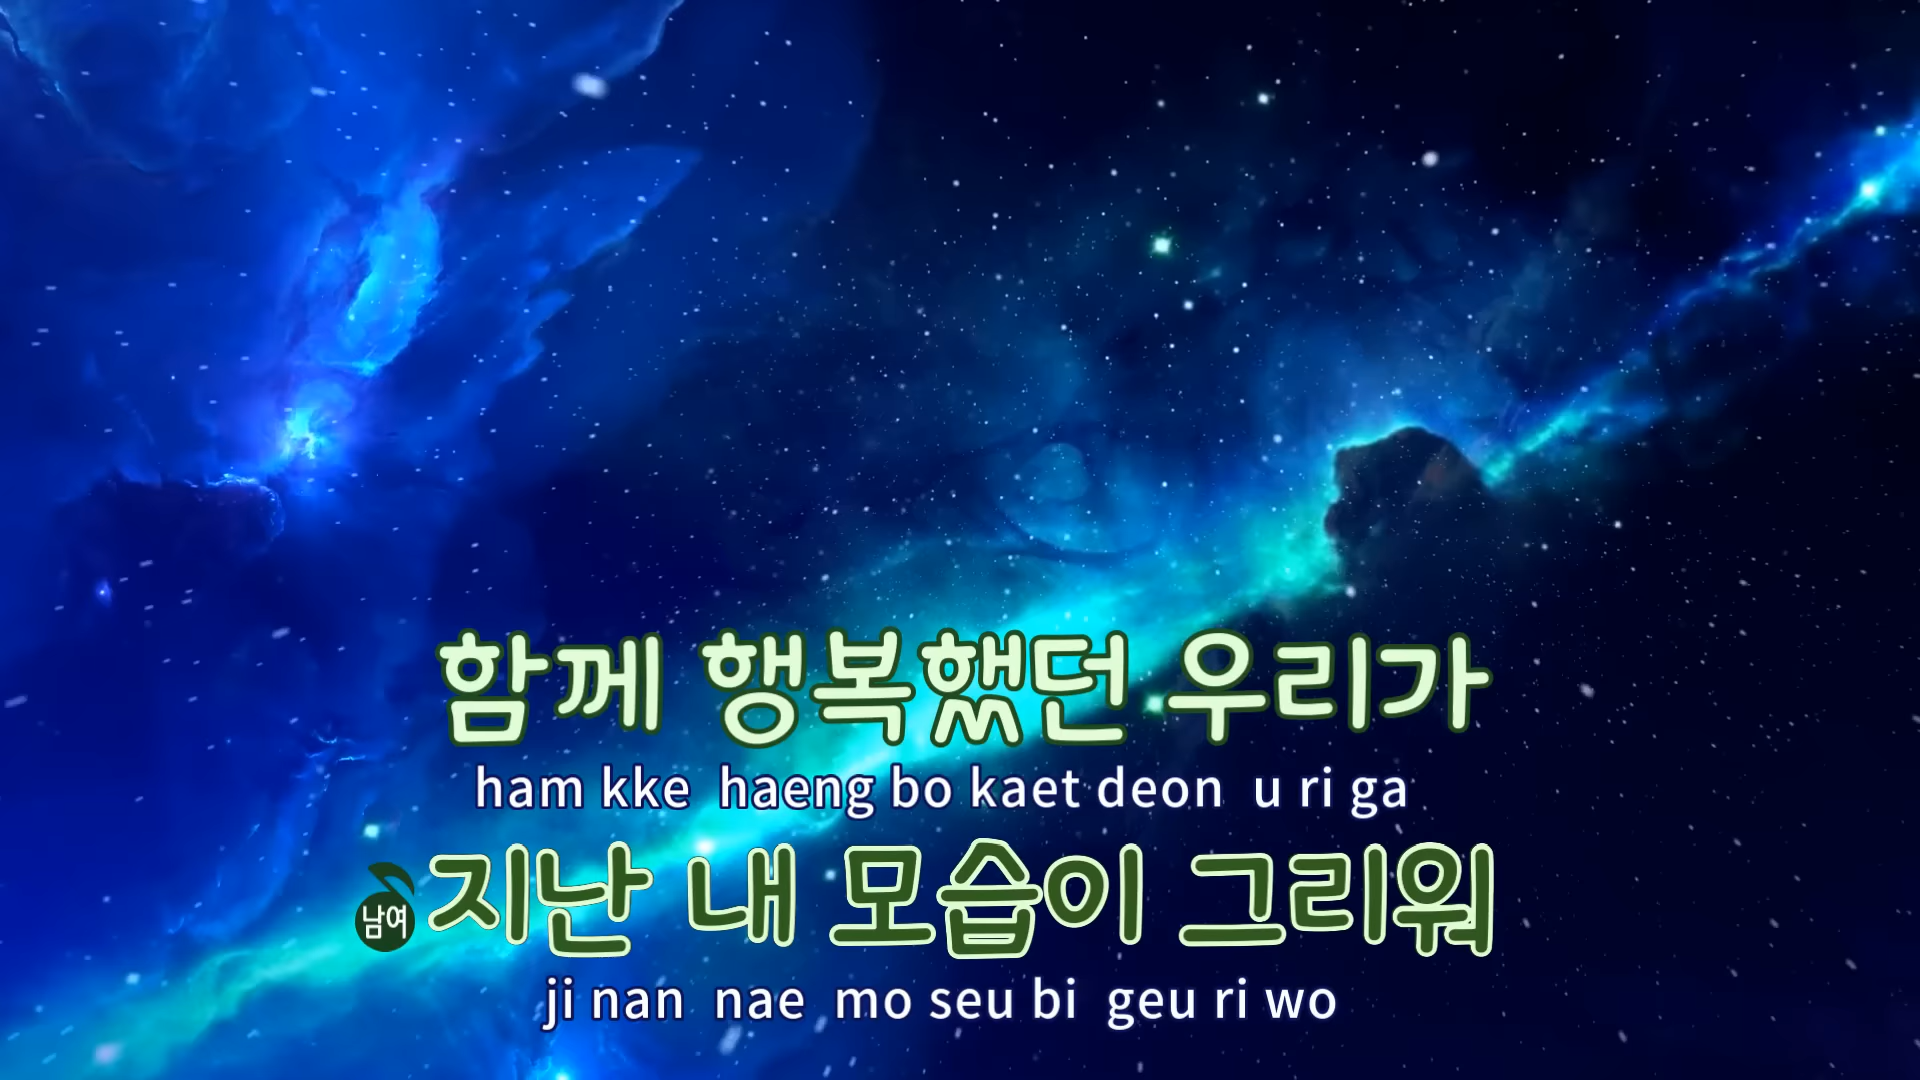 함께 행복했던 우리가
ham kke haeng bo kaet deon u ri ga
남여 지난 내 모습이 그리워
ji nan nae mo seu bi geu ri wo